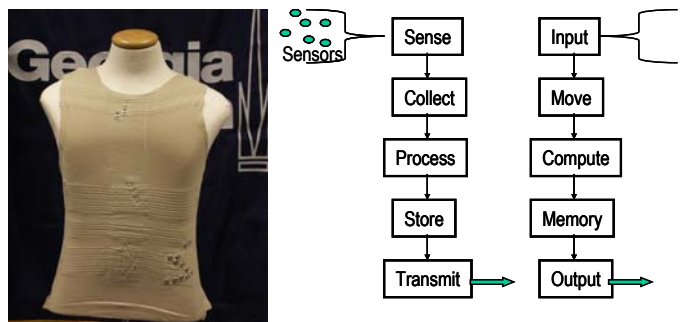 Georgia
Sensors
Sense
Collect
Process
Store
Transmit
Input
Move
Compute
Memory
Output